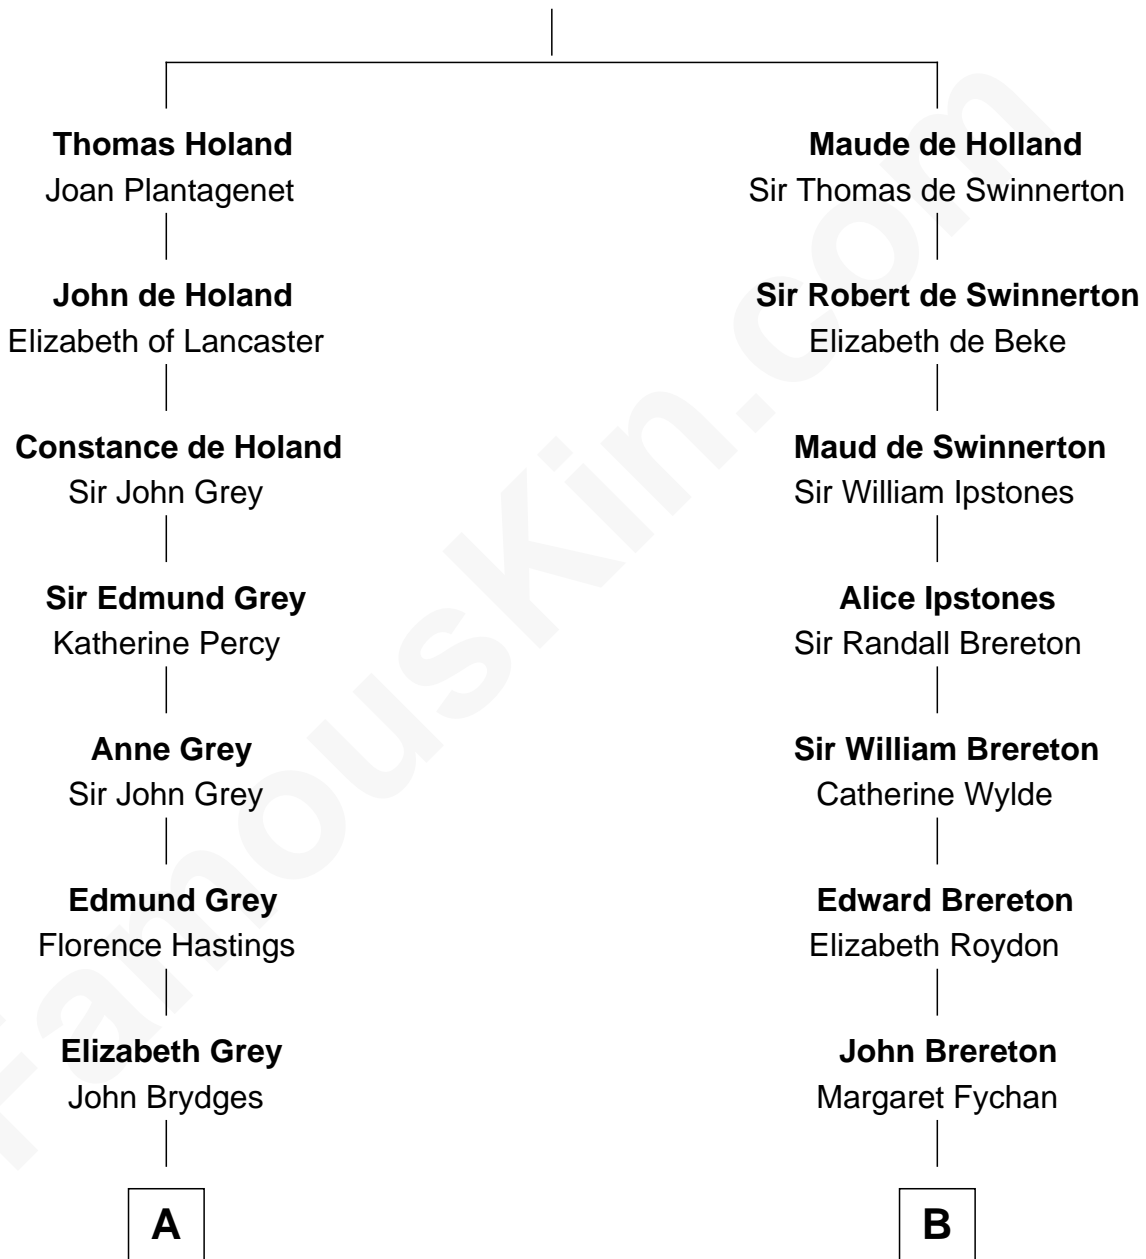 Thomas Holand
Joan Plantagenet
John de Holand
Elizabeth of Lancaster
Constance de Holand
Sir John Grey
Sir Edmund Grey
Katherine Percy
Anne Grey
Sir John Grey
Edmund Grey
Florence Hastings
Elizabeth Grey
John Brydges
A
Maude de Holland
Sir Thomas de Swinnerton
Sir Robert de Swinnerton
Elizabeth de Beke
Maud de Swinnerton
Sir William Ipstones
Alice Ipstones
Sir Randall Brereton
Sir William Brereton
Catherine Wylde
Edward Brereton
Elizabeth Roydon
John Brereton
Margaret Fychan
B
FamousKin.com